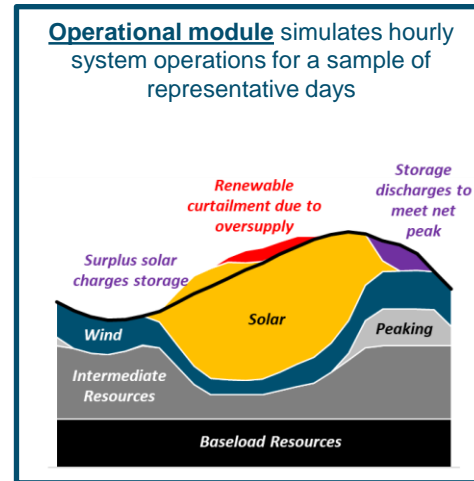 Operational module simulates hourly
system operations for a sample of
representative days
Storage
discharges to
meet net
peak
Renewable
curtailment due to
oversupply
Surplus solar
charges storage
Solar
Wind
Peaking
Intermediate
Resources
Baseload Resources